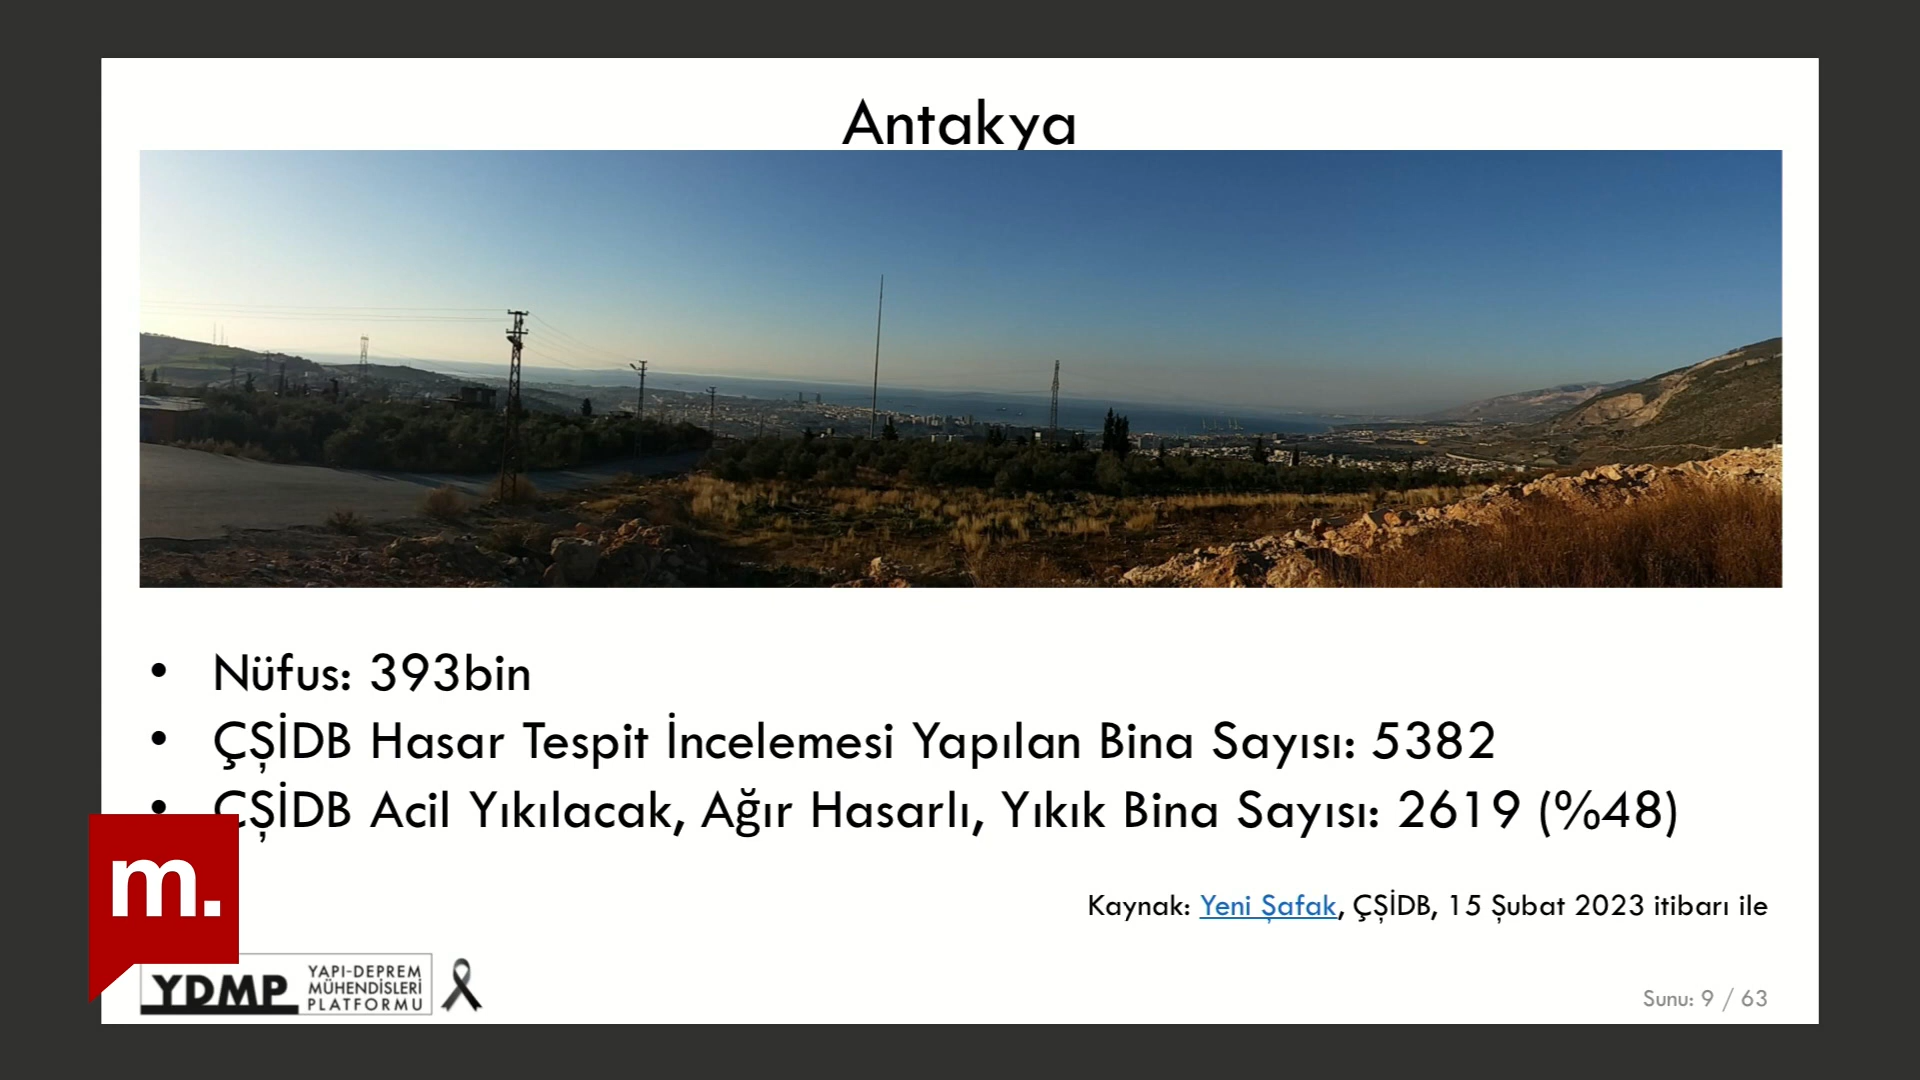 Antakya
• Nüfus: 393bin
• ÇŞİDB Hasar Tespit İncelemesi Yapılan Bina Sayısı: 5382
• ÇŞİDB Acil Yıkılacak, Ağır Hasarlı, Yıkık Bina Sayısı: 2619 (%48)
m.
Kaynak: Yeni Şafak, ÇŞİDB, 15 Şubat 2023 itibarı ile
YDMP
YAPI-DEPREM
MÜHENDİSLERİ
PLATFORMU
Sunu: 9 / 63